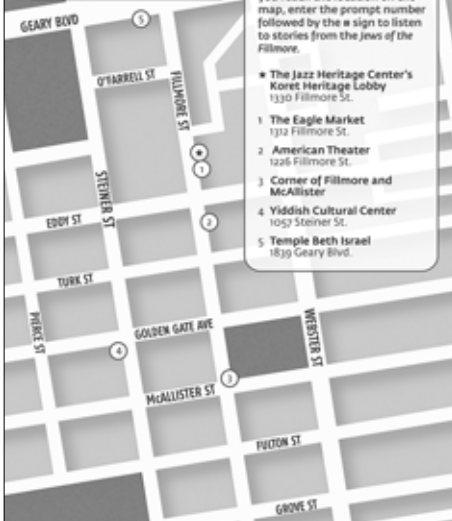 GEARY BLVD
5
map, enter the prompt number
followed by the # sign to listen
to stories from the Jews of the
Fillmore.
O'FARRELL ST
FILLMORE ST
★ The Jazz Heritage Center's
Koret Heritage Lobby
1330 Fillmore St.
1 The Eagle Market
1312 Fillmore St.
2 American Theater
1226 Fillmore St.
3 Corner of Fillmore and
McAllister
4 Yiddish Cultural Center
1057 Steiner St.
5 Temple Beth Israel
1839 Geary Blvd.
★
1
STEINER ST
EDDY ST
2
TURK ST
PIERCE ST
GOLDEN GATE AVE
WEBSTER ST
4
3
McALLISTER ST
FULTON ST
GROVE ST